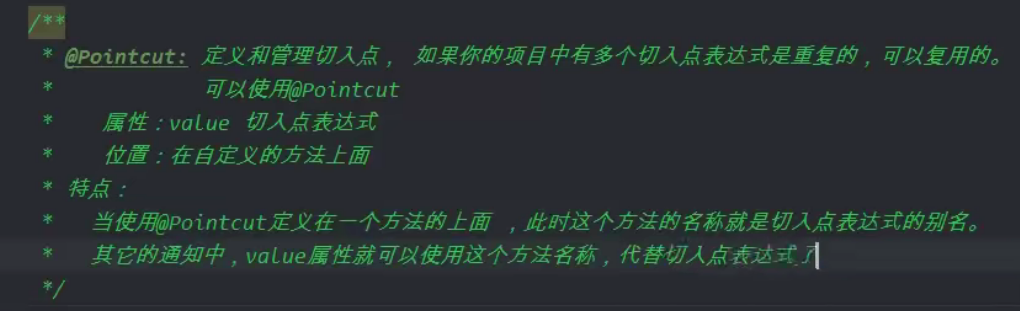 /**
* @Pointcut: 定义和管理切入点， 如果你的项目中有多个切入点表达式是重复的，可以复用的。
* 可以使用@Pointcut
* 属性：value 切入点表达式
* 位置：在自定义的方法上面
* 特点：
* 当使用@Pointcut定义在一个方法的上面 ，此时这个方法的名称就是切入点表达式的别名。
* 其它的通知中，value属性就可以使用这个方法名称，代替切入点表达式了
*/